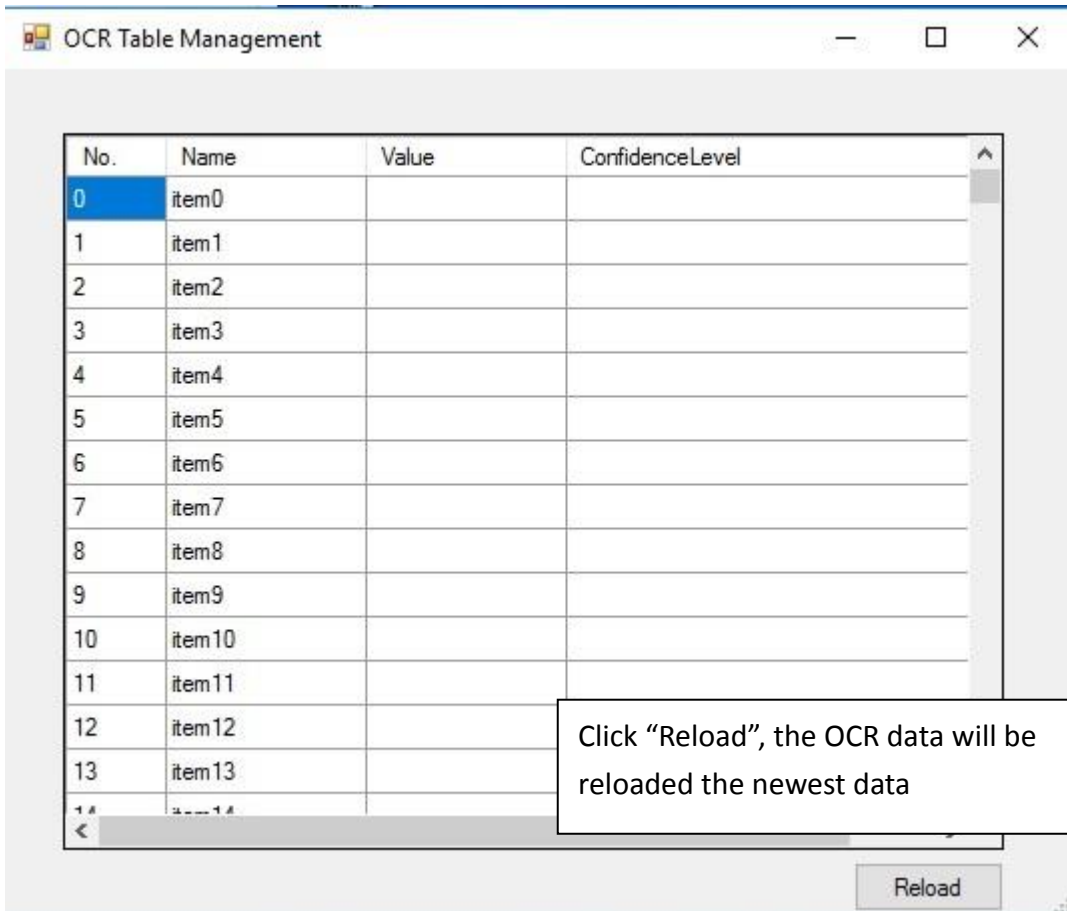 OCR Table Management
No. Name Value ConfidenceLevel
0 item0
1 item1
2 item2
3 item3
4 item4
5 item5
6 item6
7 item7
8 item8
9 item9
10 item10
11 item11
12 item12
13 item13
14 item14
Click “Reload”, the OCR data will be
reloaded the newest data
Reload